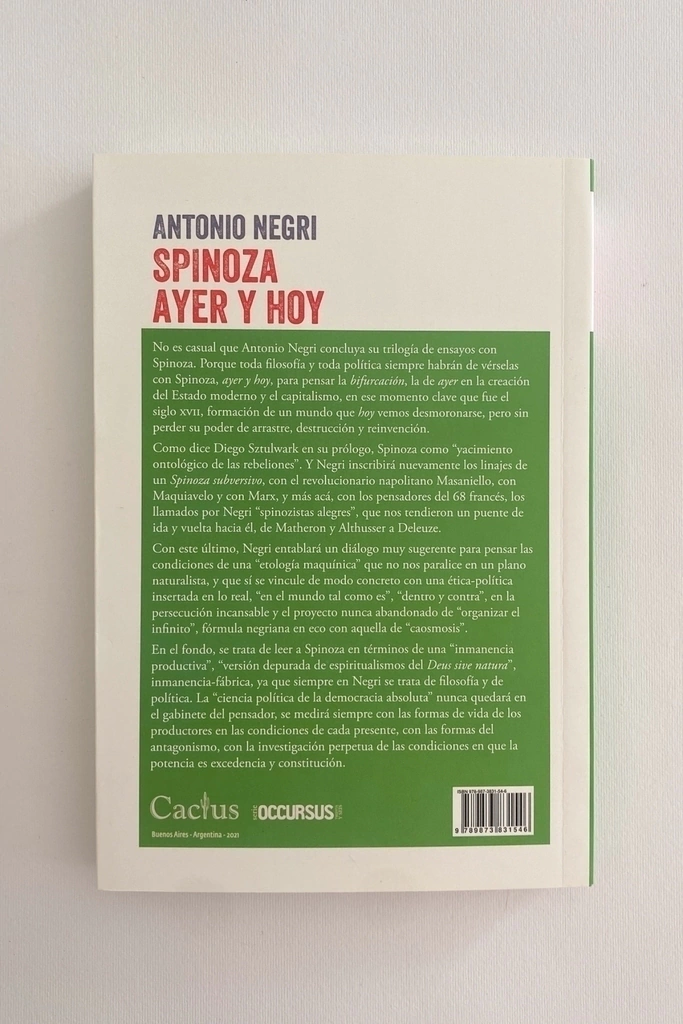 ANTONIO NEGRI
SPINOZA
AYER Y HOY
No es casual que Antonio Negri concluya su trilogía de ensayos con
Spinoza. Porque toda filosofía y toda política siempre habrán de vérselas
con Spinoza, ayer y hoy, para pensar la bifurcación, la de ayer en la creación
del Estado moderno y el capitalismo, en ese momento clave que fue el
siglo XVII, formación de un mundo que hoy vemos desmoronarse, pero sin
perder su poder de arrastre, destrucción y reinvención.
Como dice Diego Sztulwark en su prólogo, Spinoza como “yacimiento
ontológico de las rebeliones”. Y Negri inscribirá nuevamente los linajes de
un Spinoza subversivo, con el revolucionario napolitano Masaniello, con
Maquiavelo y con Marx, y más acá, con los pensadores del 68 francés, los
llamados por Negri “spinozistas alegres”, que nos tendieron un puente de
ida y vuelta hacia él, de Matheron y Althusser a Deleuze.
Con este último, Negri entablará un diálogo muy sugerente para pensar las
condiciones de una “etología maquínica” que no nos paralice en un plano
naturalista, y que sí se vincule de modo concreto con una ética-política
insertada en lo real, “en el mundo tal como es”, “dentro y contra”, en la
persecución incansable y el proyecto nunca abandonado de “organizar el
infinito”, fórmula negriana en eco con aquella de “caosmosis”.
En el fondo, se trata de leer a Spinoza en términos de una “inmanencia
productiva”, “versión depurada de espiritualismos del Deus sive natura”,
inmanencia-fábrica, ya que siempre en Negri se trata de filosofía y de
política. La “ciencia política de la democracia absoluta” nunca quedará en
el gabinete del pensador, se medirá siempre con las formas de vida de los
productores en las condiciones de cada presente, con las formas del
antagonismo, con la investigación perpetua de las condiciones en que la
potencia es excedencia y constitución.
Cactus
OCCURSUS
Buenos Aires - Argentina - 2021
ISBN 978-987-3831-54-6
9 789873 831546